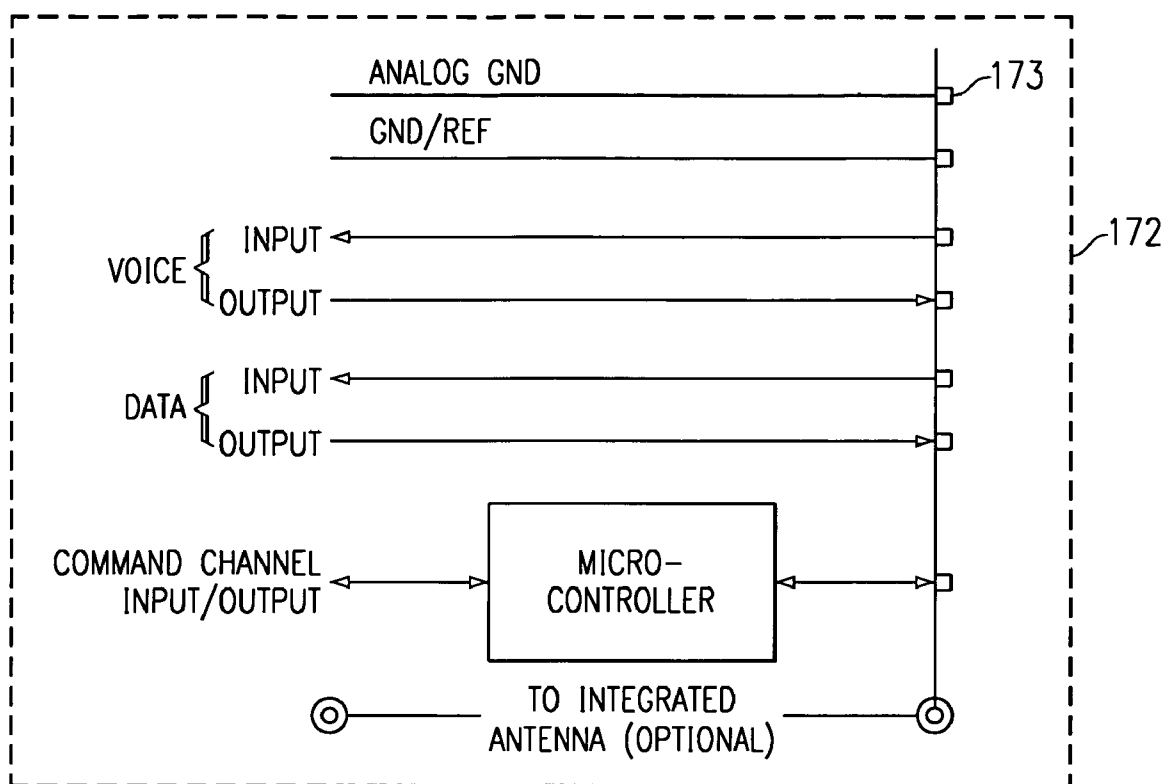 ANALOG GND
173
GND/REF
172
VOICE
INPUT
OUTPUT
DATA
INPUT
OUTPUT
COMMAND CHANNEL
INPUT/OUTPUT
MICRO-
CONTROLLER
TO INTEGRATED
ANTENNA (OPTIONAL)